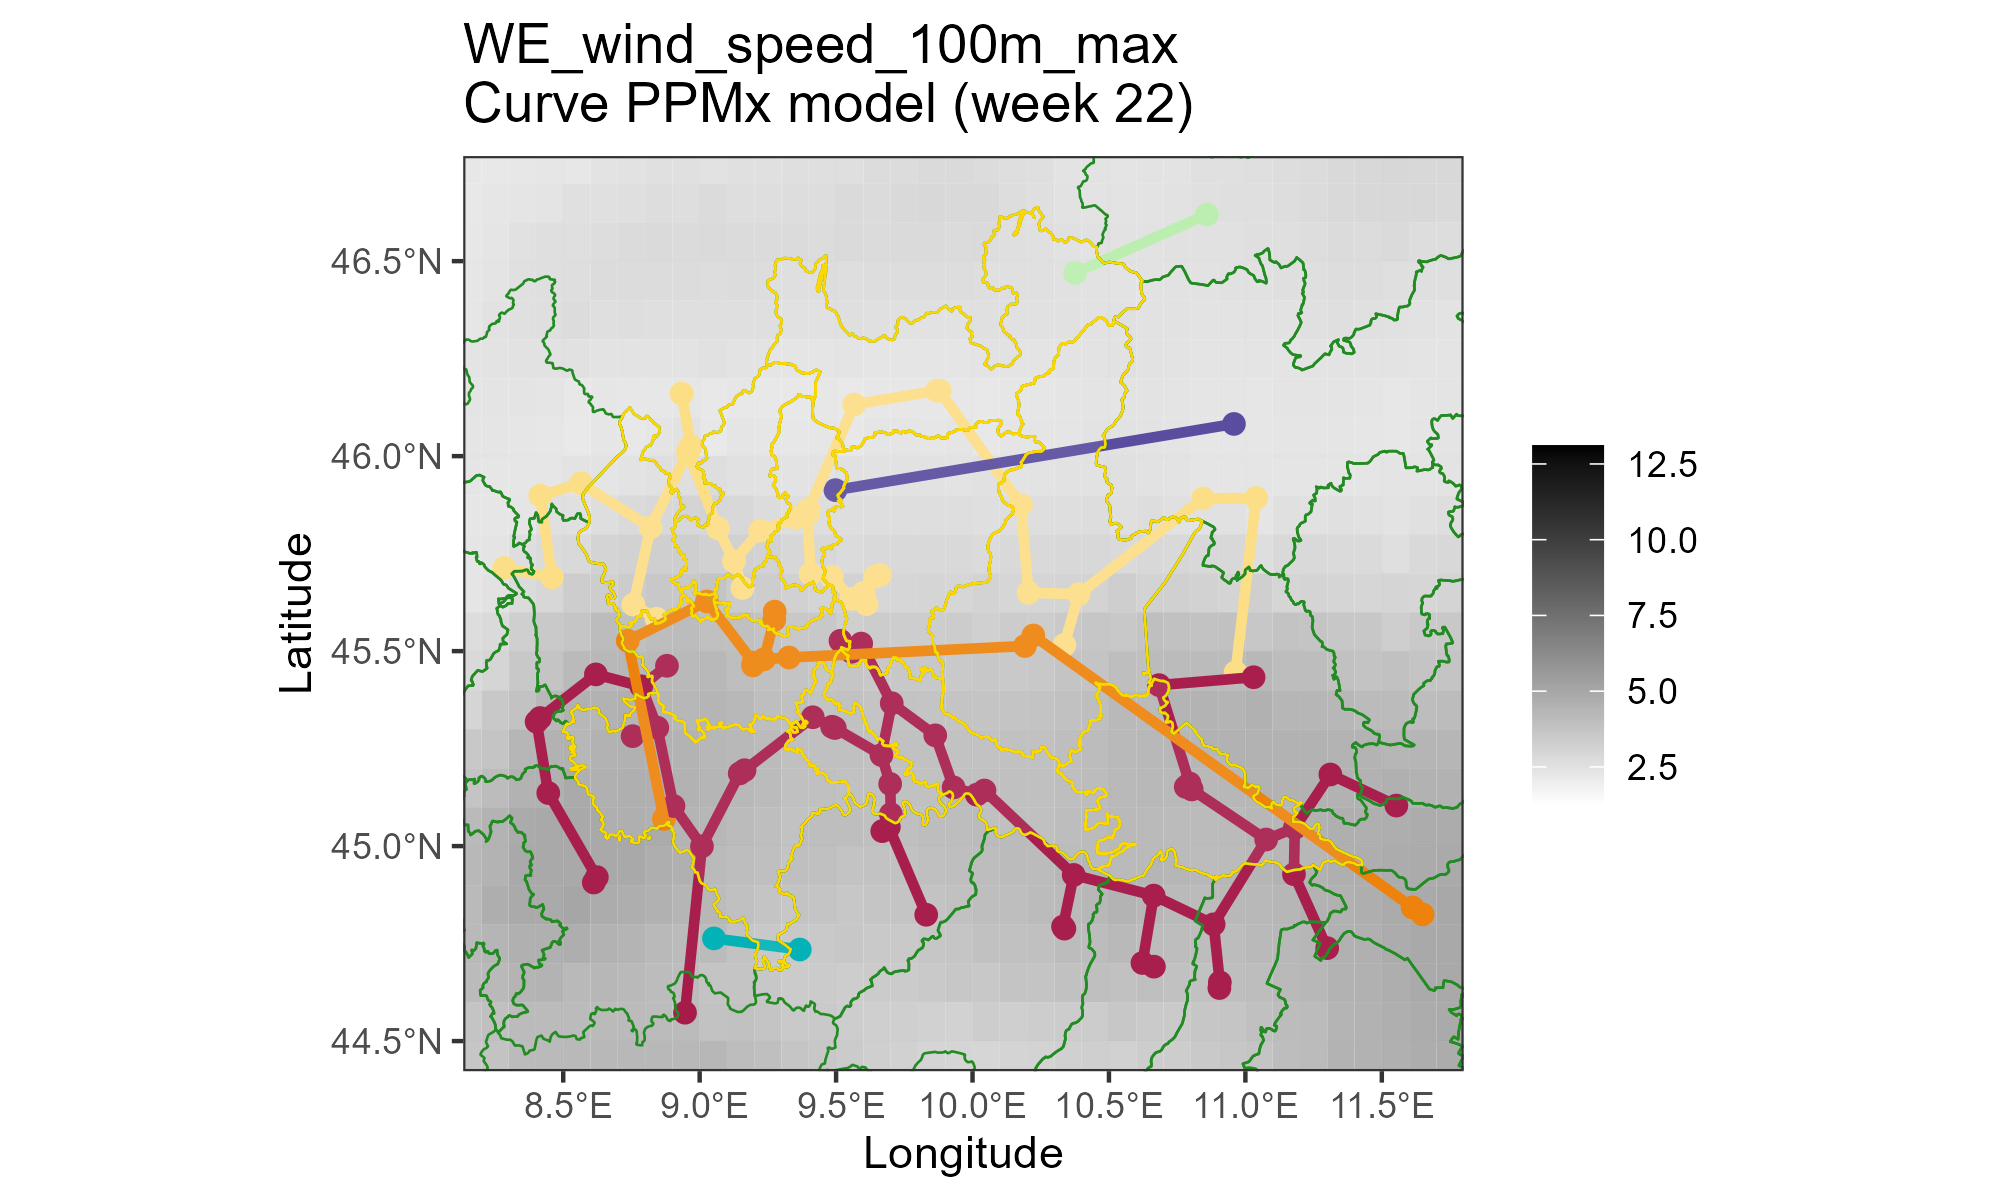 WE_wind_speed_100m_max
Curve PPMx model (week 22)
Latitude
46.5°N
46.0°N
45.5°N
45.0°N
44.5°N
8.5°E
9.0°E
9.5°E
10.0°E
10.5°E
11.0°E
11.5°E
Longitude
12.5
10.0
7.5
5.0
2.5